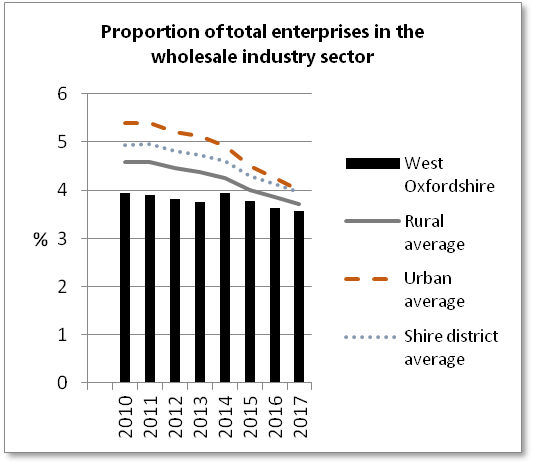 Proportion of total enterprises in the
wholesale industry sector
6
5
4
3
2
1
0
%
2010
2011
2012
2013
2014
2015
2016
2017
West
Oxfordshire
Rural
average
Urban
average
Shire district
average